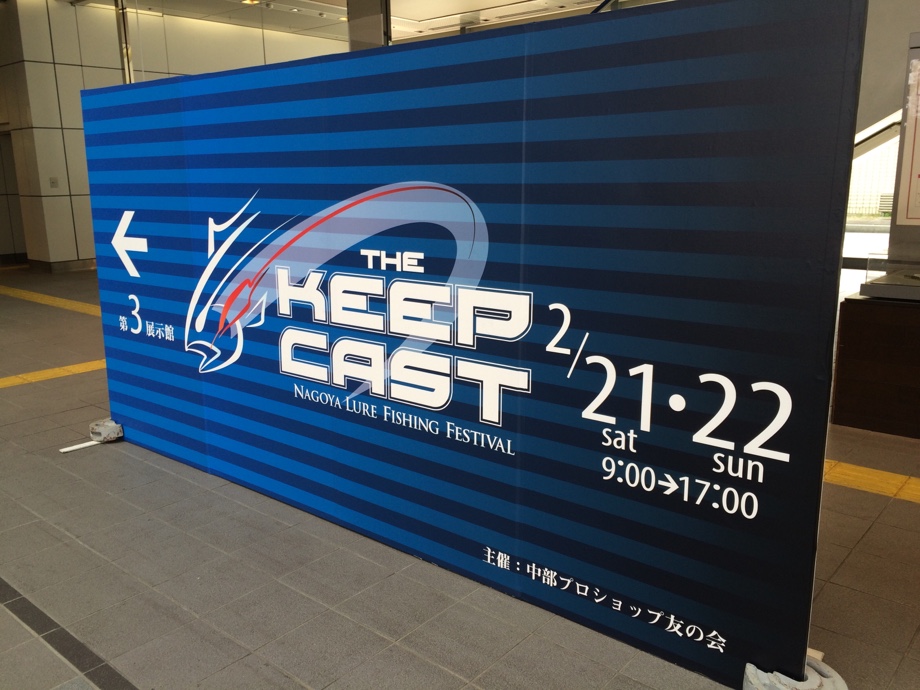 ←
第3展示館
THE
KEEP
CAST
NAGOYA LURE FISHING FESTIVAL
2/21・22
sat sun
9:00→17:00
主催：中部プロショップ友の会